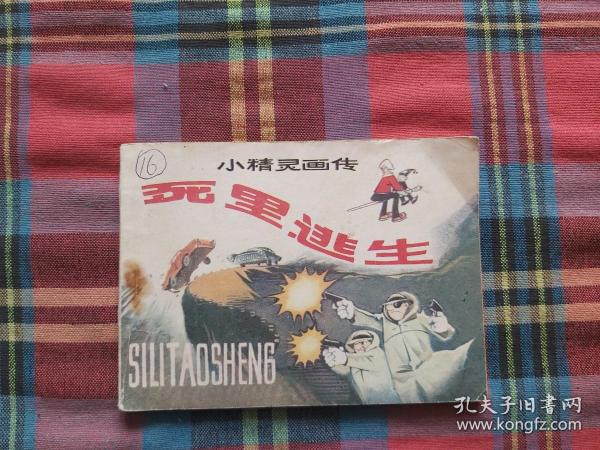 16
小精灵画传
死里逃生
SILITAOSHENG
孔夫子旧书网
www.kongfz.com